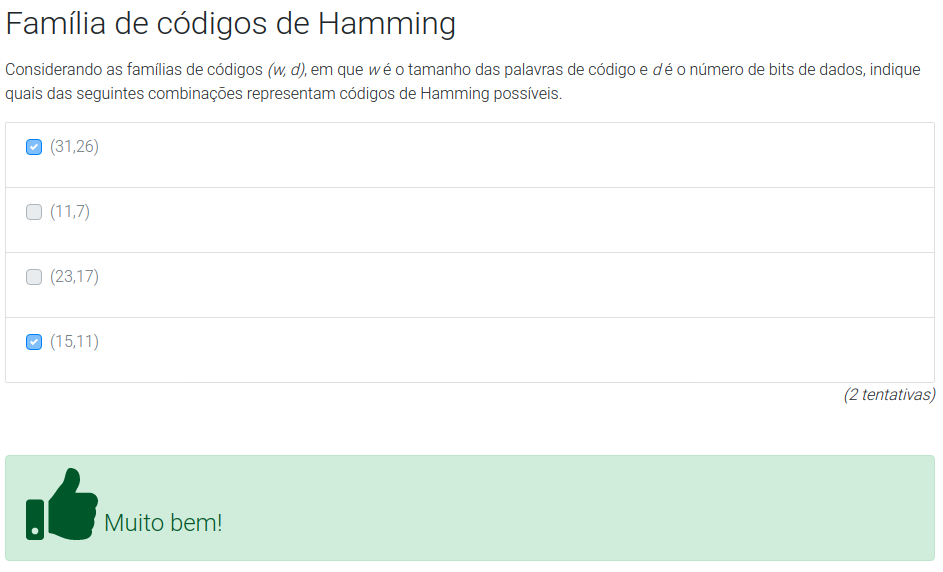 Família de códigos de Hamming
Considerando as famílias de códigos (w, d), em que w é o tamanho das palavras de código e d é o número de bits de dados, indique
quais das seguintes combinações representam códigos de Hamming possíveis.
(31,26)
(11,7)
(23,17)
(15,11)
(2 tentativas)
Muito bem!